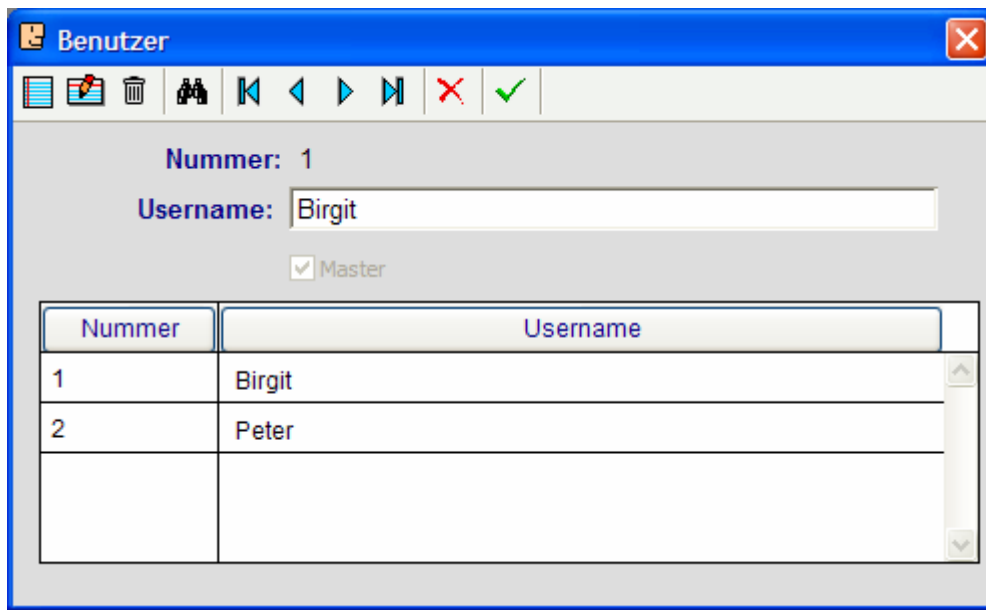 Benutzer
Nummer: 1
Username: Birgit
Master
Nummer Username
1 Birgit
2 Peter